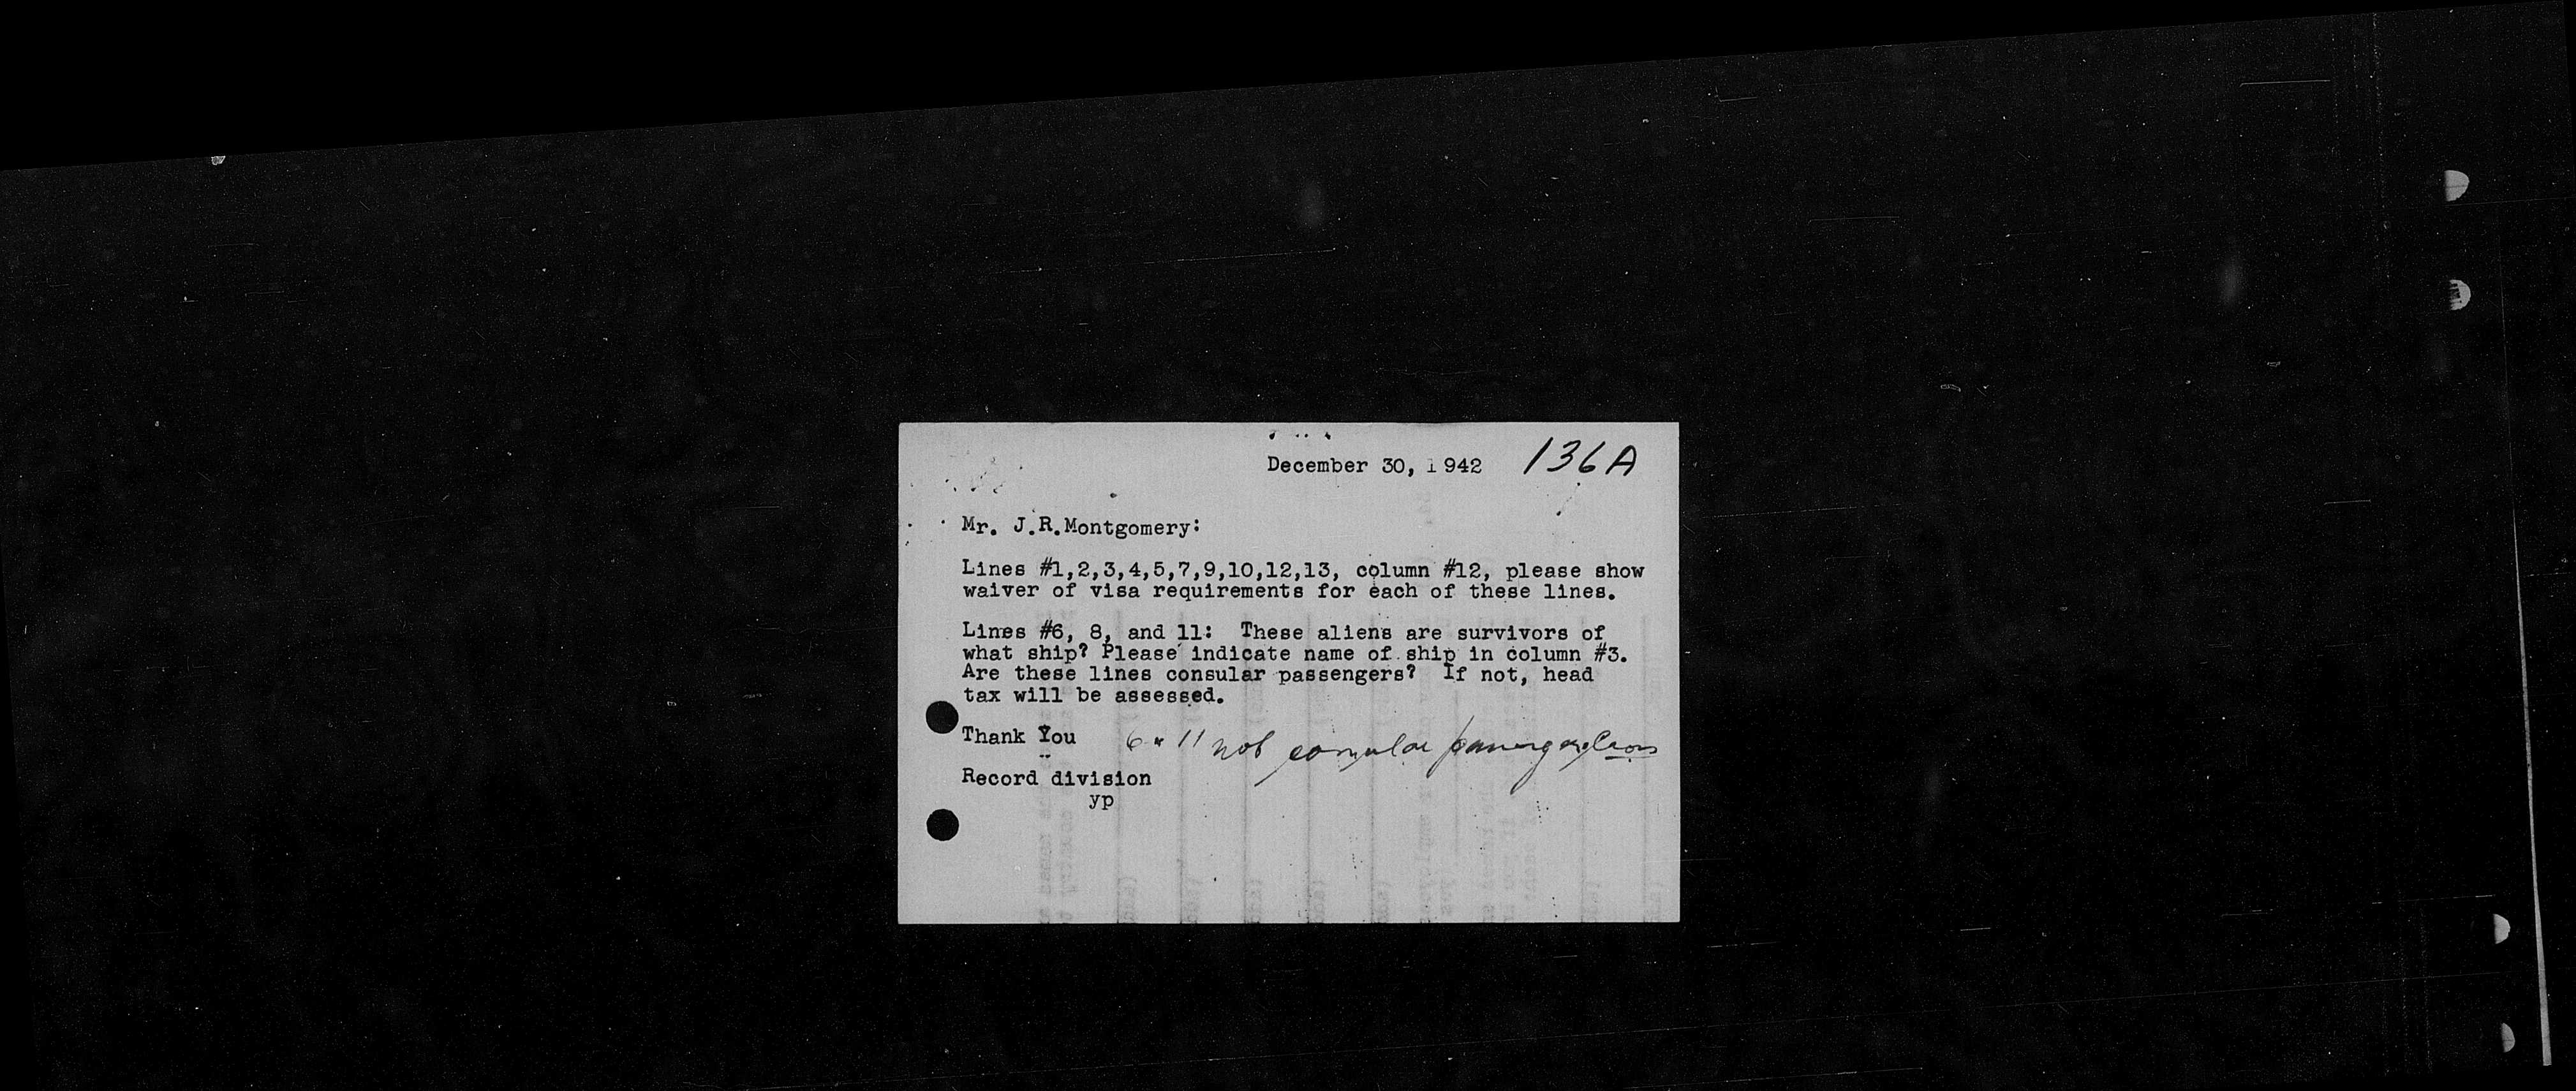 December 30, 1942 136A
Mr. J.R.Montgomery:
Lines #1,2,3,4,5,7,9,10,12,13, column #12, please show
waiver of visa requirements for each of these lines.
Lines #6, 8, and 11: These aliens are survivors of
what ship? Please indicate name of ship in column #3.
Are these lines consular passengers? If not, head
tax will be assessed.
Thank You 6 11 not consular
Record division
yp